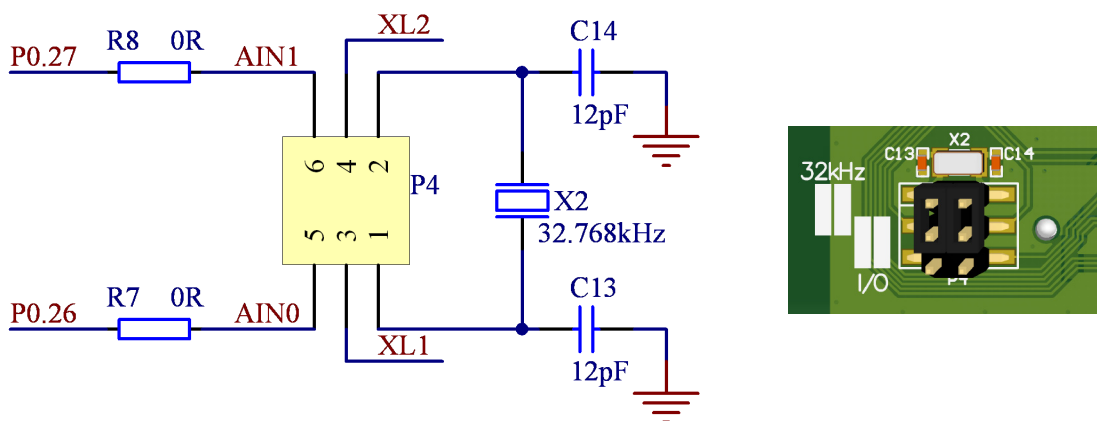 XL2
P0.27
R8
0R
AIN1
C14
12pF
6 4 2
P4
5 3 1
X2
32.768kHz
P0.26
R7
0R
AIN0
XL1
C13
12pF
X2
C13
C14
32kHz
I/O
P4